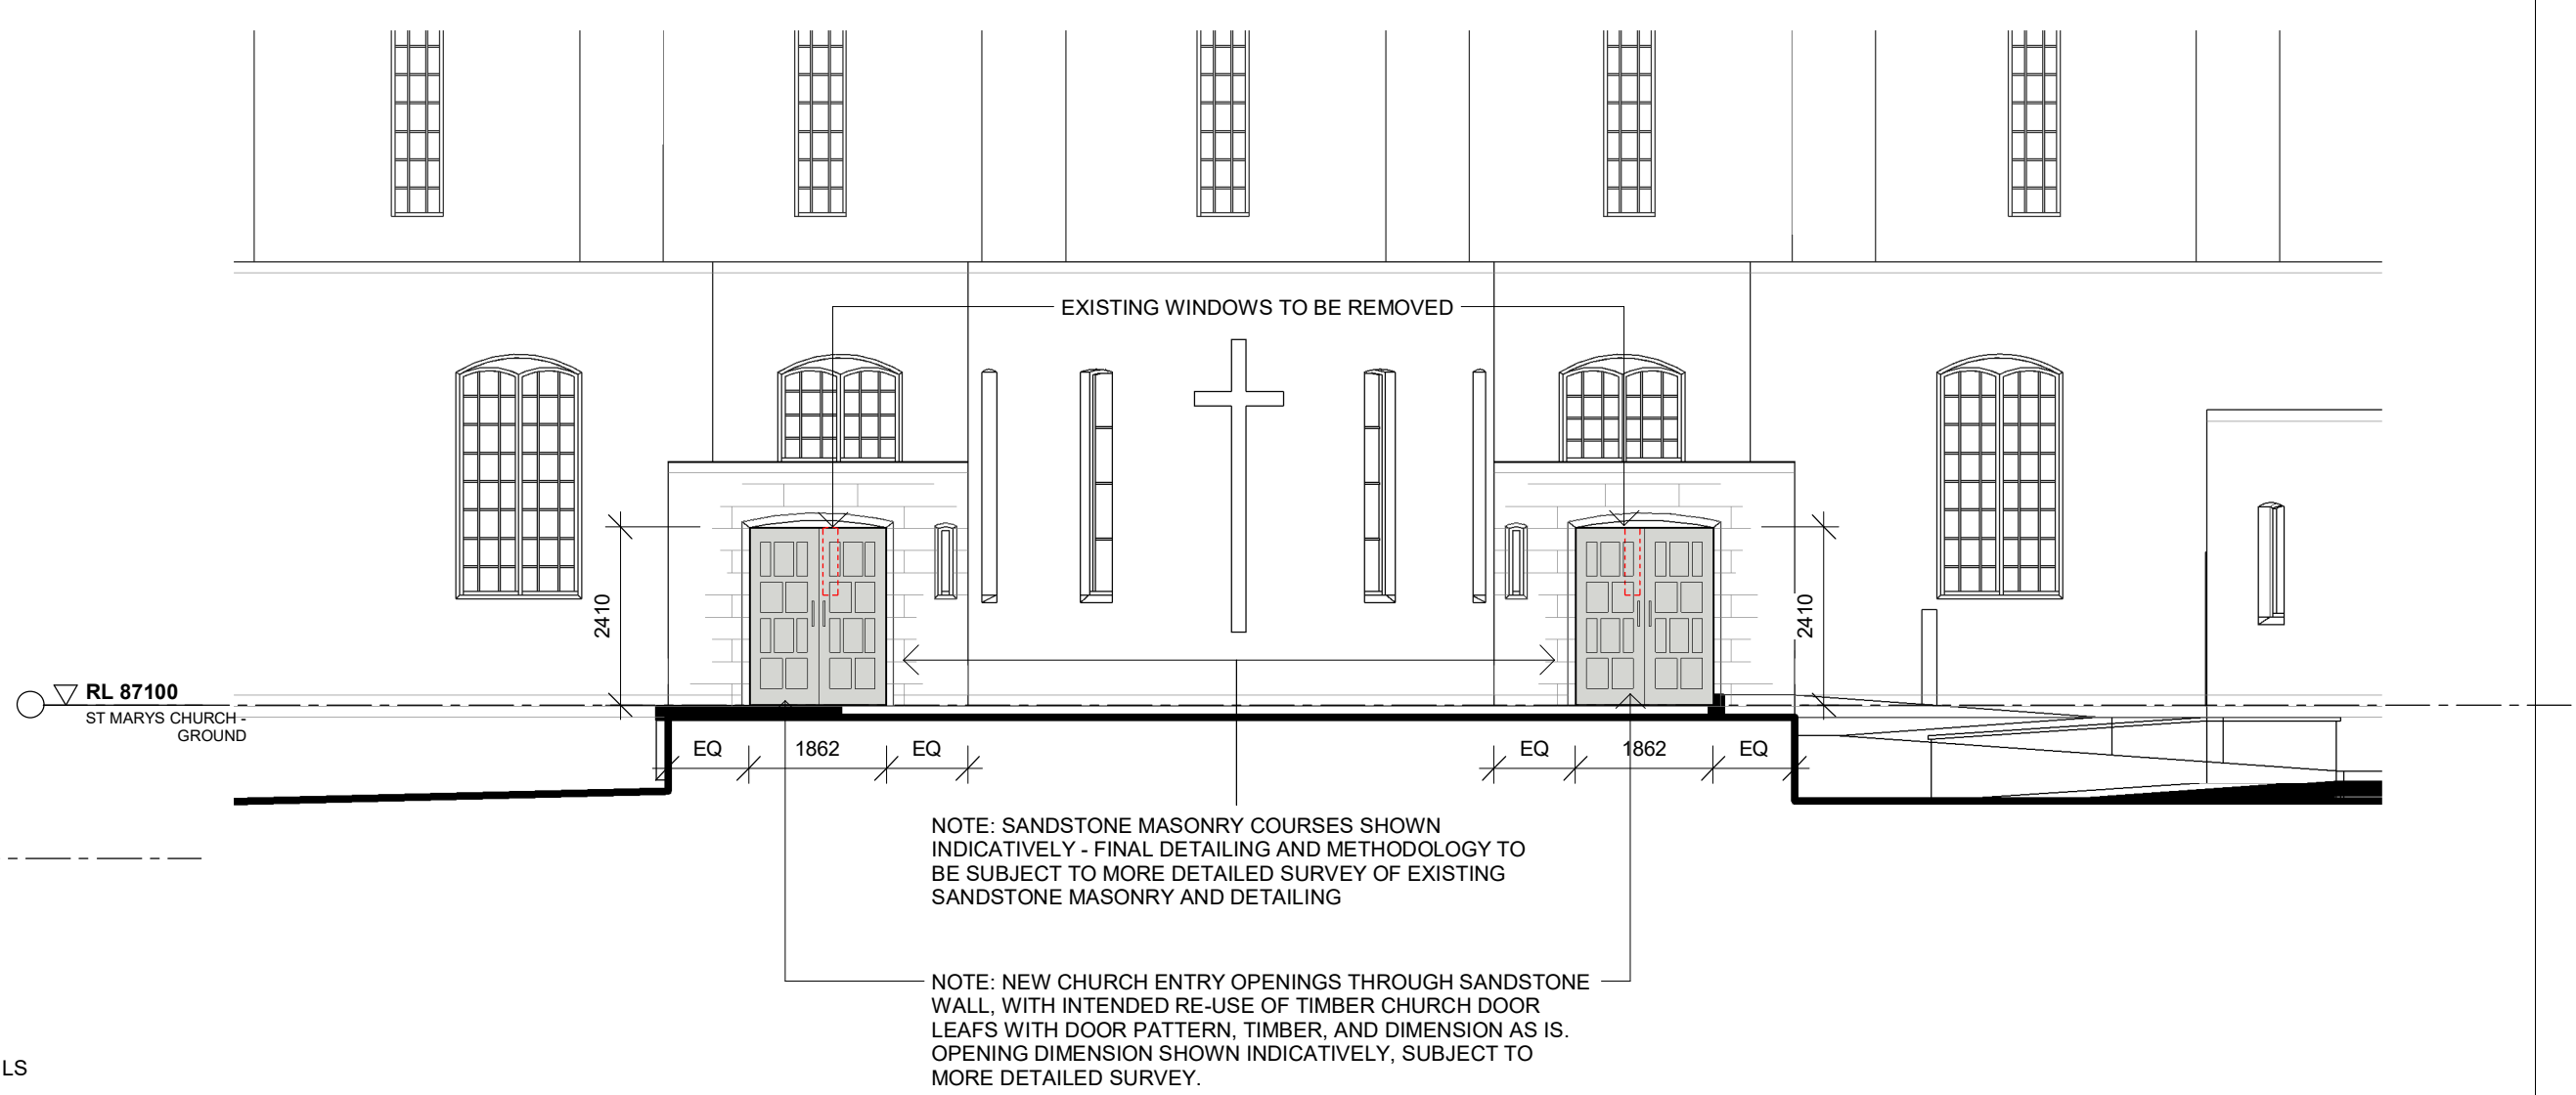 EXISTING WINDOWS TO BE REMOVED
2410
2410
RL 87100
ST MARYS CHURCH -
GROUND
EQ
1862
EQ
EQ
1862
EQ
NOTE: SANDSTONE MASONRY COURSES SHOWN
INDICATIVELY - FINAL DETAILING AND METHODOLOGY TO
BE SUBJECT TO MORE DETAILED SURVEY OF EXISTING
SANDSTONE MASONRY AND DETAILING
NOTE: NEW CHURCH ENTRY OPENINGS THROUGH SANDSTONE
WALL, WITH INTENDED RE-USE OF TIMBER CHURCH DOOR
LEAFS WITH DOOR PATTERN, TIMBER, AND DIMENSION AS IS.
OPENING DIMENSION SHOWN INDICATIVELY, SUBJECT TO
MORE DETAILED SURVEY.
LS